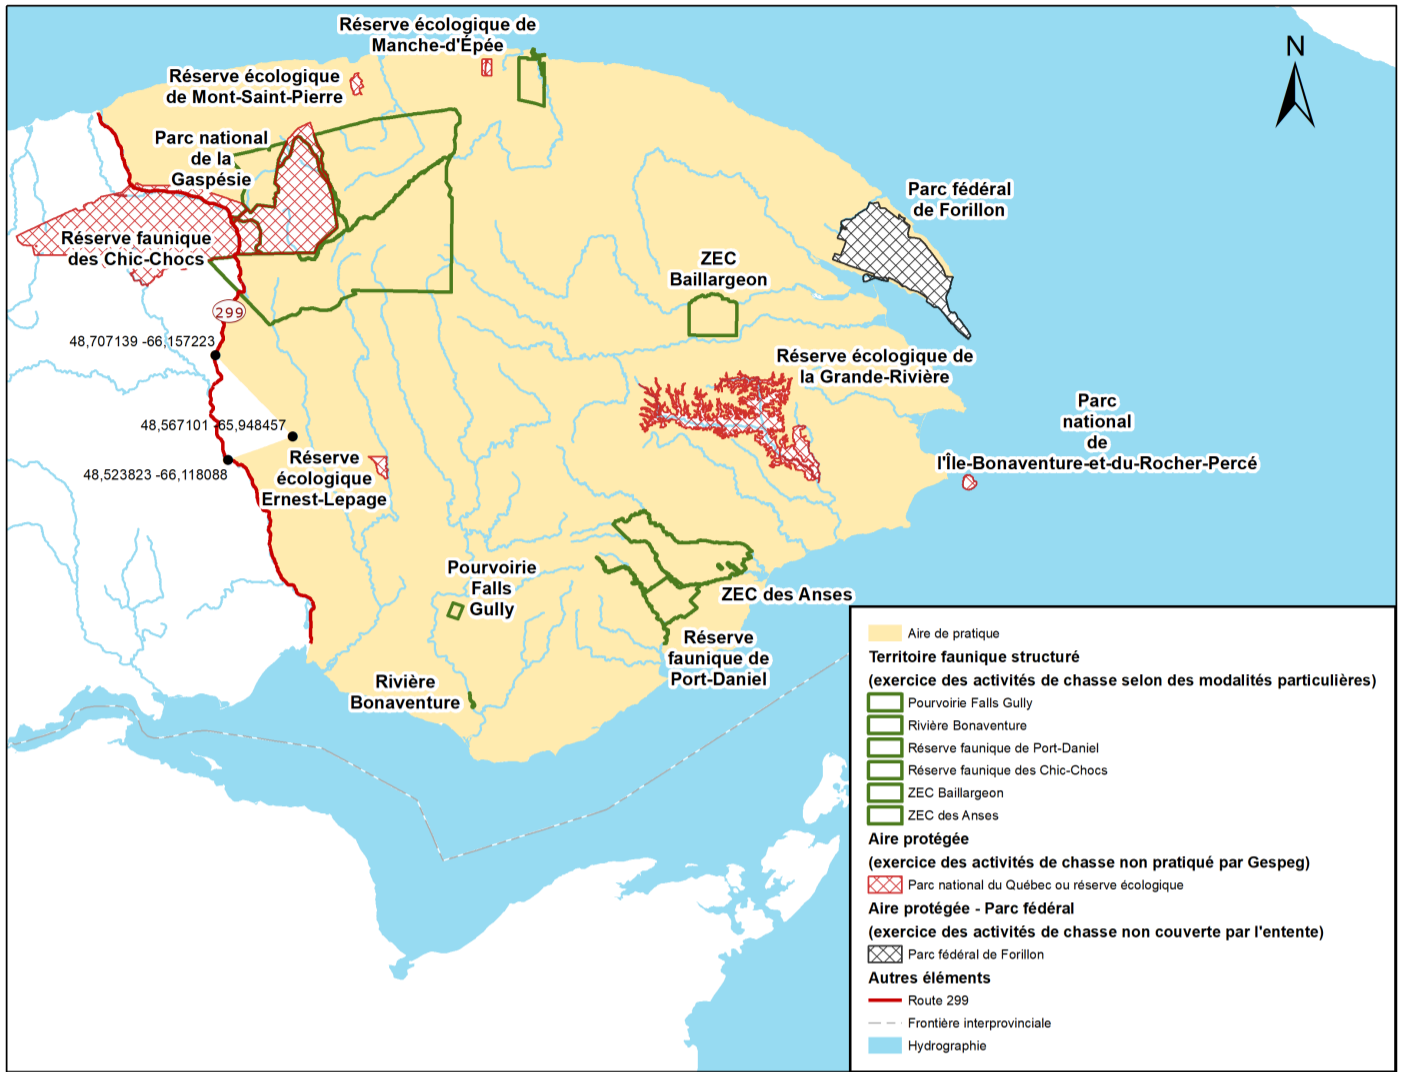 Réserve écologique de
Manche-d'Épée
Réserve écologique
de Mont-Saint-Pierre
N
Parc national
de la
Gaspésie
Parc fédéral
de Forillon
Réserve faunique
des Chic-Chocs
ZEC
Baillargeon
299
48,707139 -66,157223
Réserve écologique de
la Grande-Rivière
48,567101 -65,948457
Parc
national
de
l'Île-Bonaventure-et-du-Rocher-Percé
48,523823 -66,118088
Réserve
écologique
Ernest-Lepage
Pourvoirie
Falls
Gully
ZEC des Anses
Réserve
faunique de
Port-Daniel
Rivière
Bonaventure
Aire de pratique
Territoire faunique structuré
(exercice des activités de chasse selon des modalités particulières)
Pourvoirie Falls Gully
Rivière Bonaventure
Réserve faunique de Port-Daniel
Réserve faunique des Chic-Chocs
ZEC Baillargeon
ZEC des Anses
Aire protégée
(exercice des activités de chasse non pratiqué par Gespeg)
Parc national du Québec ou réserve écologique
Aire protégée - Parc fédéral
(exercice des activités de chasse non couverte par l'entente)
Parc fédéral de Forillon
Autres éléments
Route 299
Frontière interprovinciale
Hydrographie